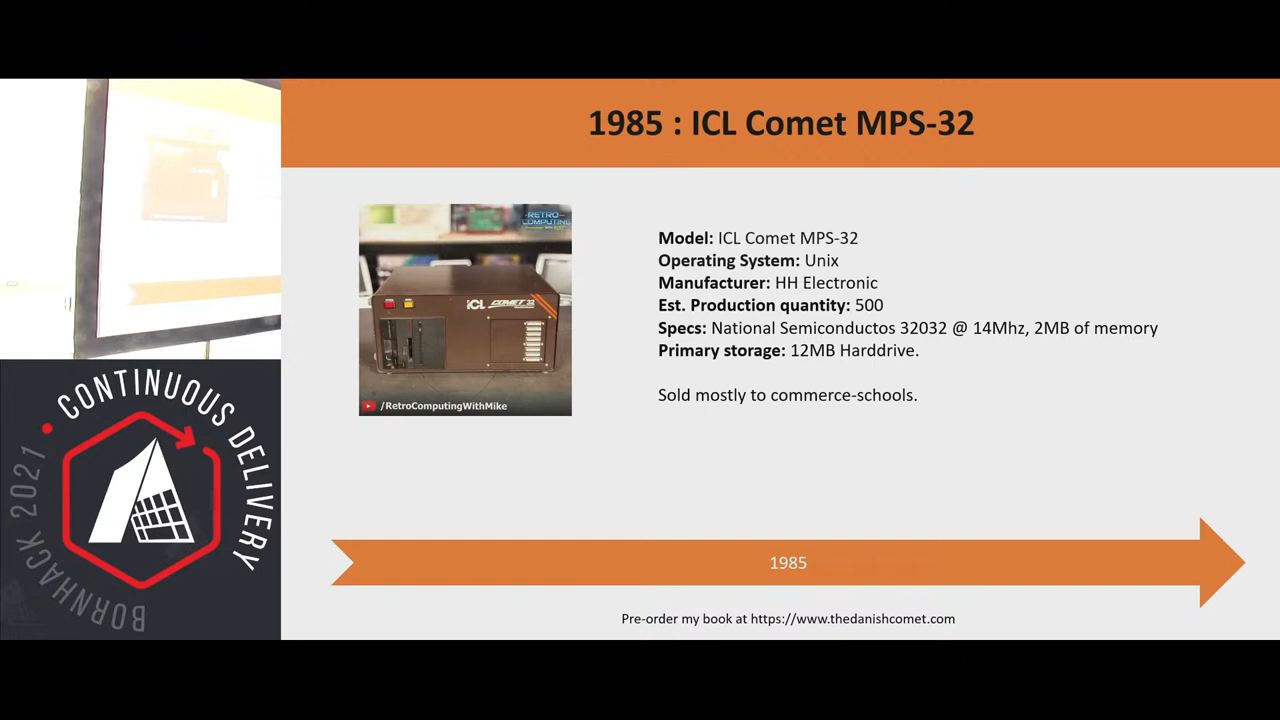 1985 : ICL Comet MPS-32
RETRO
COMPUTING
ICL COMET 32
/RetroComputingWithMike
Model: ICL Comet MPS-32
Operating System: Unix
Manufacturer: HH Electronic
Est. Production quantity: 500
Specs: National Semiconductos 32032 @ 14Mhz, 2MB of memory
Primary storage: 12MB Harddrive.
Sold mostly to commerce-schools.
1985
Pre-order my book at https://www.thedanishcomet.com
CONTINUOUS DELIVERY
BORNHACK 2021